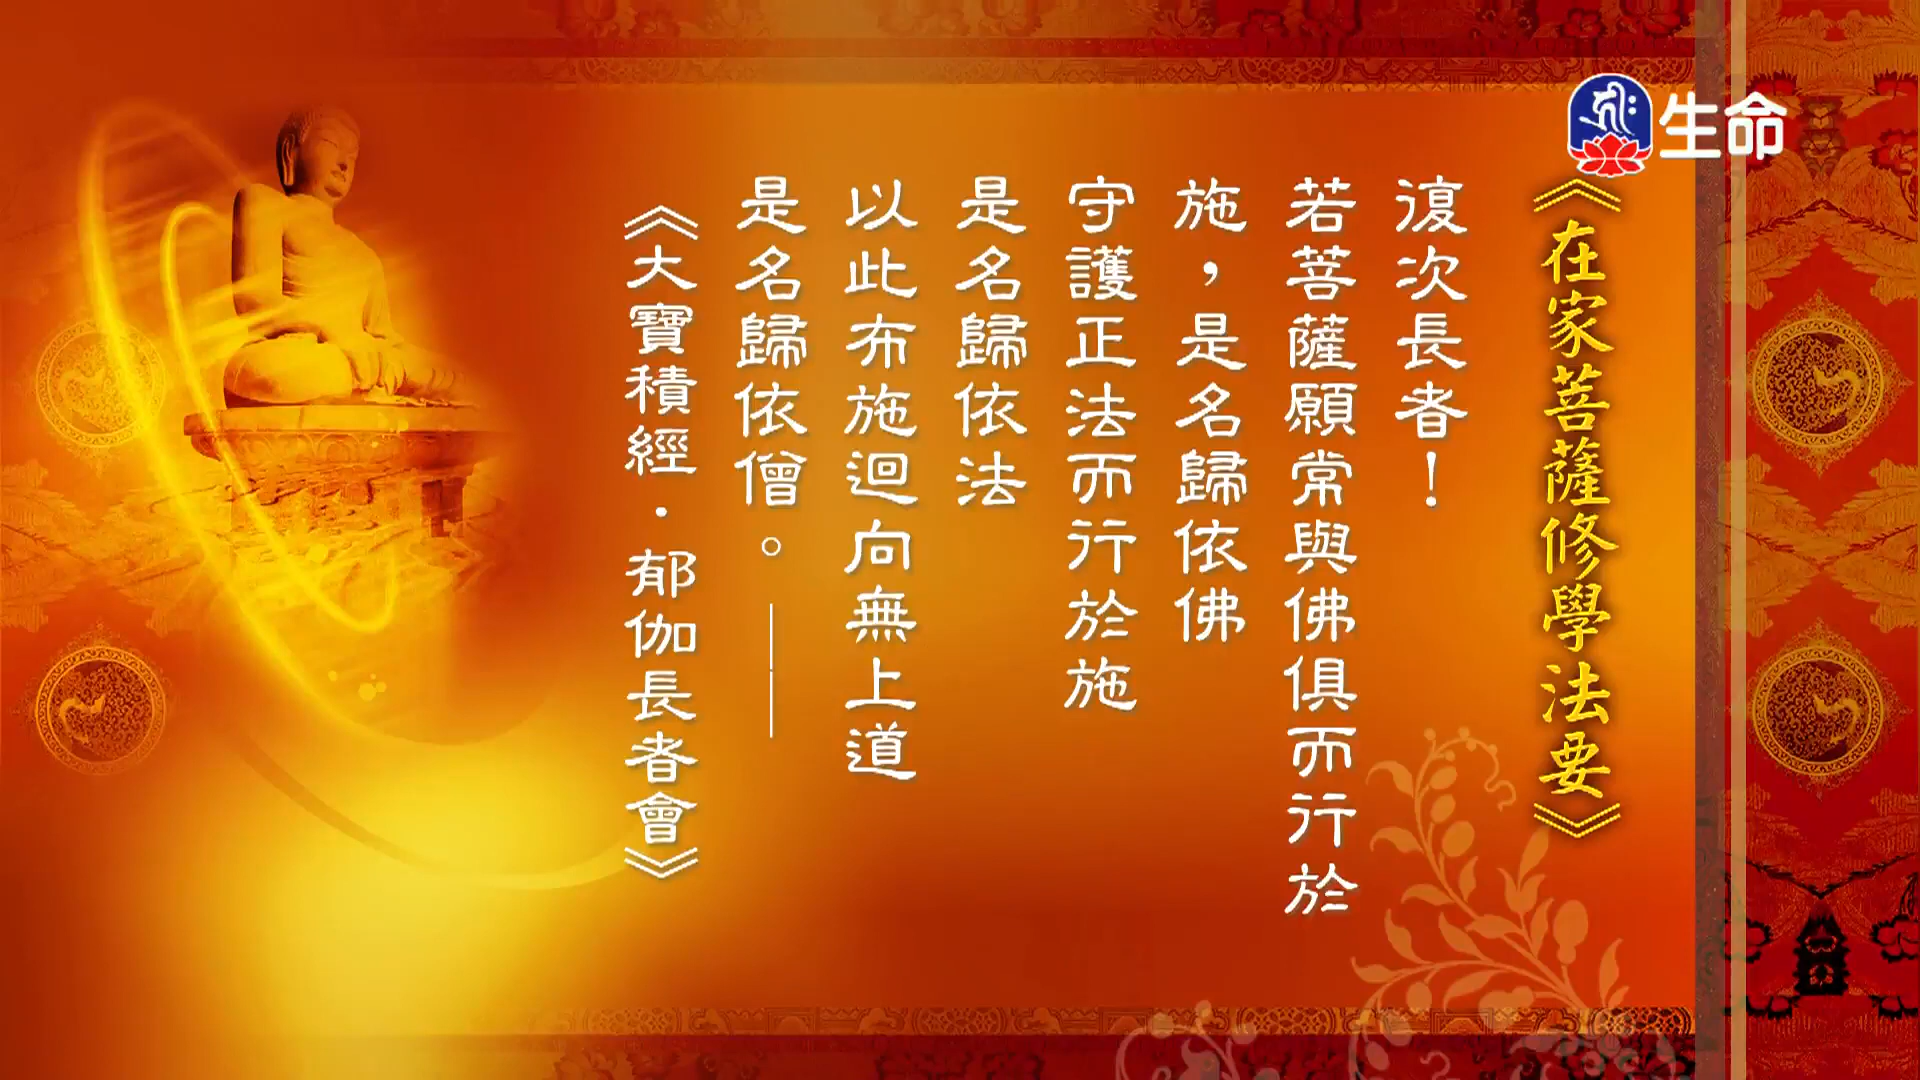 生命
《在家菩薩修學法要》
復次長者！
若菩薩願常與佛俱而行於
施，是名歸依佛
守護正法而行於施
是名歸依法
以此布施迴向無上道
是名歸依僧。——
《大寶積經．郁伽長者會》